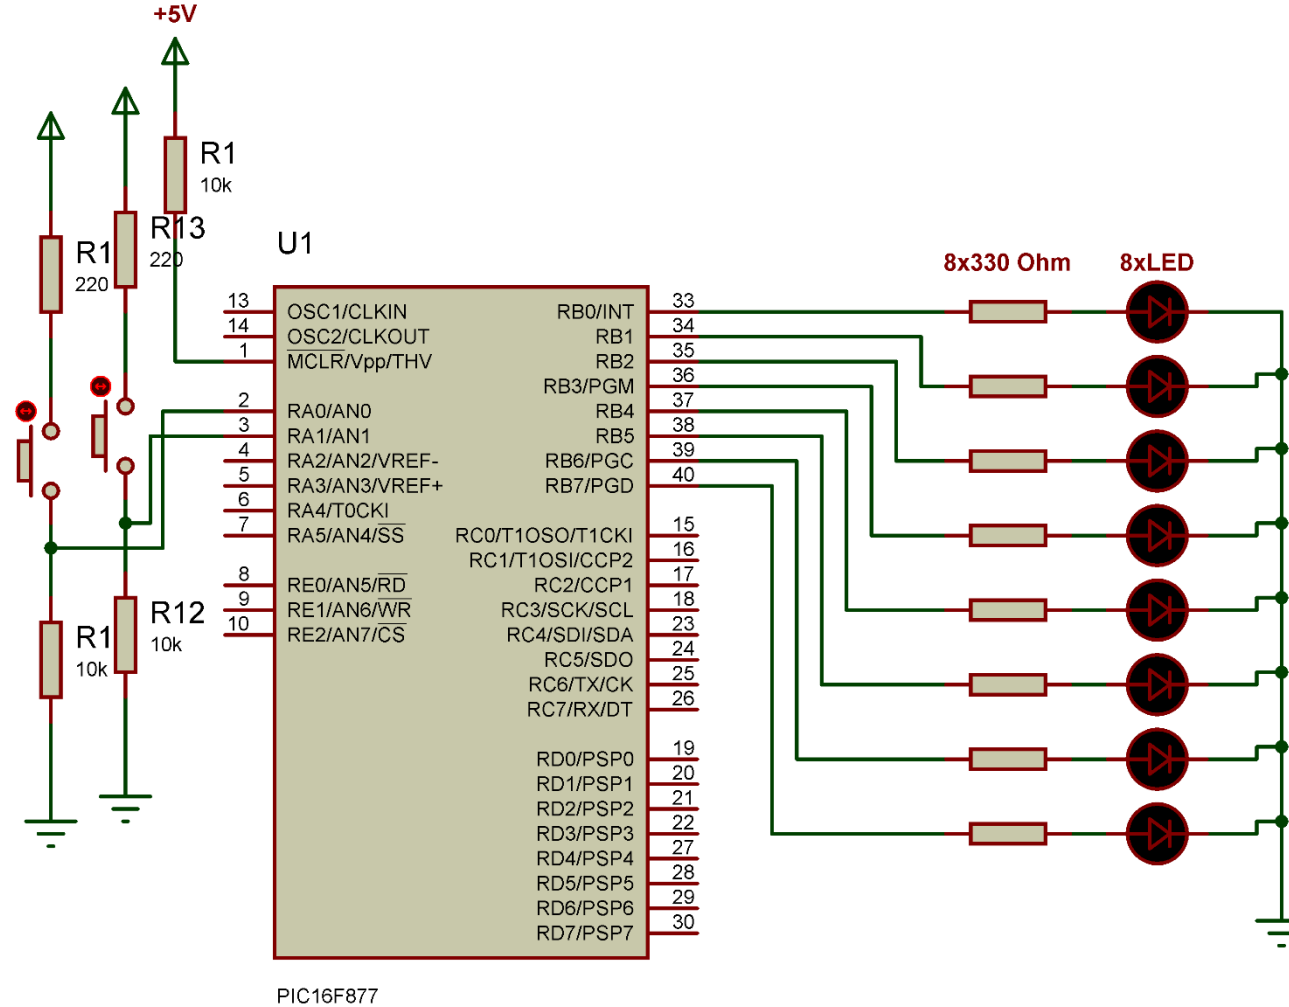 +5V
R1
10k
R13
220
R1
220
U1
8x330 Ohm
8xLED
13
OSC1/CLKIN
RB0/INT
33
14
OSC2/CLKOUT
RB1
34
1
MCLR/Vpp/THV
RB2
35
RB3/PGM
36
2
RA0/AN0
RB4
37
3
RA1/AN1
RB5
38
4
RA2/AN2/VREF-
RB6/PGC
39
5
RA3/AN3/VREF+
RB7/PGD
40
6
RA4/T0CKI
7
RA5/AN4/SS
RC0/T1OSO/T1CKI
15
RC1/T1OSI/CCP2
16
8
RE0/AN5/RD
RC2/CCP1
17
9
RE1/AN6/WR
RC3/SCK/SCL
18
10
RE2/AN7/CS
RC4/SDI/SDA
23
RC5/SDO
24
RC6/TX/CK
25
RC7/RX/DT
26
R12
10k
R1
10k
RD0/PSP0
19
RD1/PSP1
20
RD2/PSP2
21
RD3/PSP3
22
RD4/PSP4
27
RD5/PSP5
28
RD6/PSP6
29
RD7/PSP7
30
PIC16F877